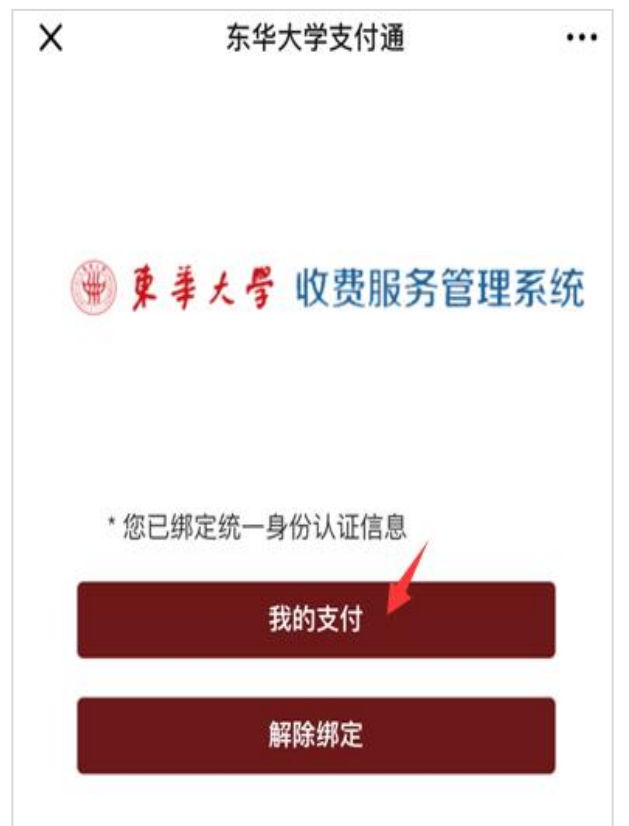 东华大学支付通
東華大學 收费服务管理系统
* 您已绑定统一身份认证信息
我的支付
解除绑定